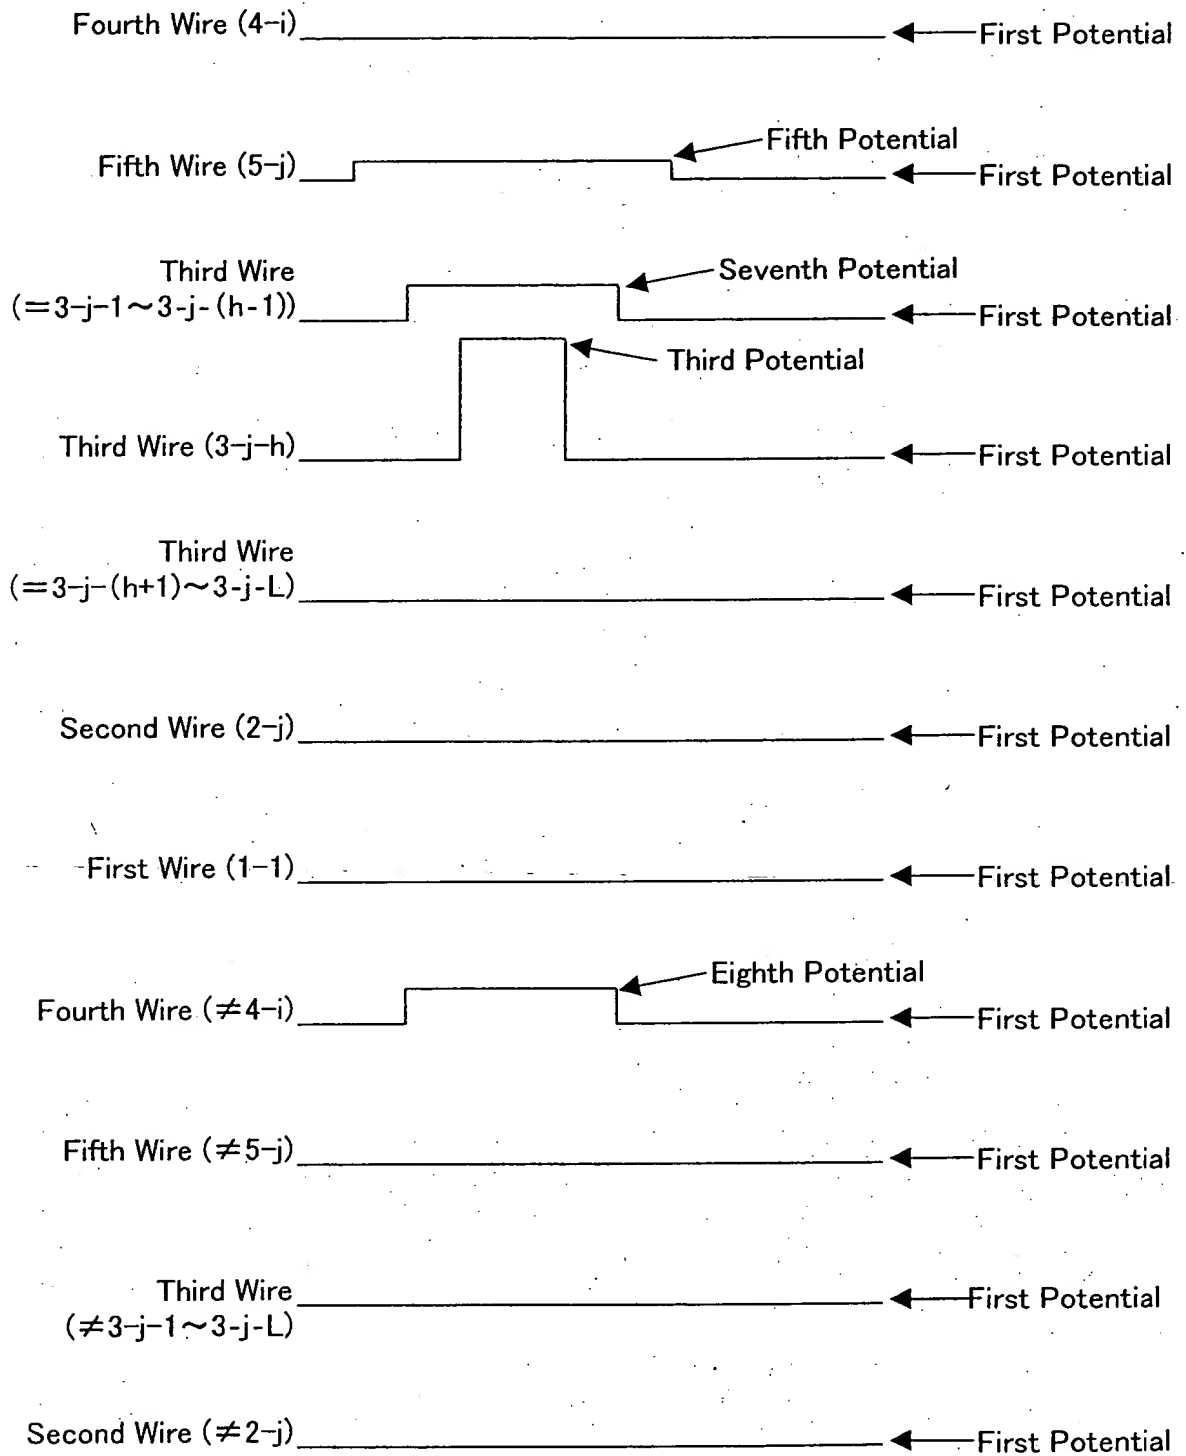 Fourth Wire (4-i)
First Potential
Fifth Potential
Fifth Wire (5-j)
First Potential
Third Wire
(=3-j-1~3-j-(h-1))
Seventh Potential
First Potential
Third Potential
Third Wire (3-j-h)
First Potential
Third Wire
(=3-j-(h+1)~3-j-L)
First Potential
Second Wire (2-j)
First Potential
First Wire (1-1)
First Potential
Eighth Potential
Fourth Wire (≠4-i)
First Potential
Fifth Wire (≠5-j)
First Potential
Third Wire
(≠3-j-1~3-j-L)
First Potential
Second Wire (≠2-j)
First Potential